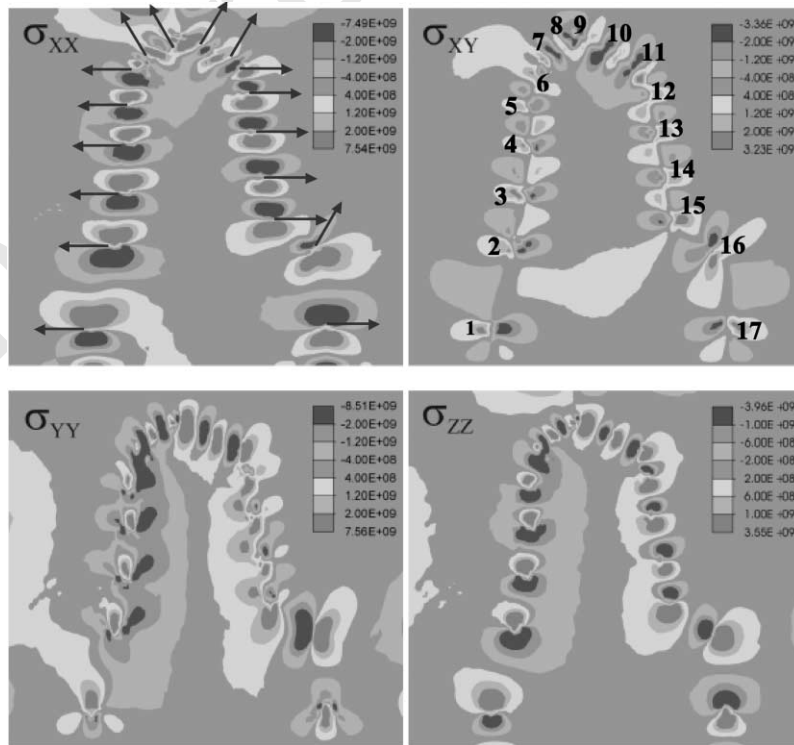 σXX
-7.49E+09
-2.00E+09
-1.20E+09
-4.00E+08
4.00E+08
1.20E+09
2.00E+09
7.54E+09
σXY
-3.36E +09
-2.00E +09
-1.20E +09
-4.00E +08
4.00E +08
1.20E +09
2.00E +09
3.23E +09
1
2
3
4
5
6
7
8
9
10
11
12
13
14
15
16
17
σYY
-8.51E+09
-2.00E+09
-1.20E+09
-4.00E+08
4.00E+08
1.20E+09
2.00E+09
7.56E+09
σZZ
-3.96E +09
-1.00E +09
-6.00E +08
-2.00E +08
2.00E +08
6.00E +08
1.00E +09
3.55E +09